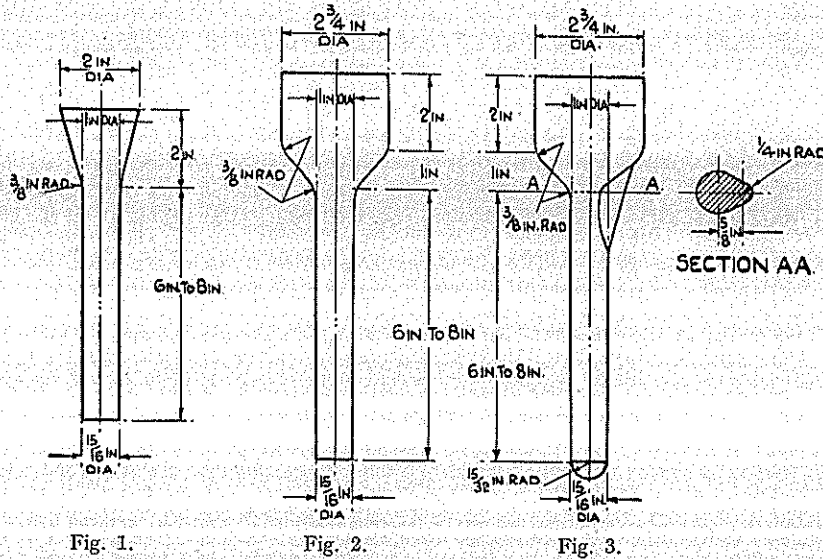 2 IN
DIA
1 IN DIA
2 IN.
3/8 IN RAD.
6 IN. TO 8 IN.
15/16 IN
DIA.
Fig. 1.
2 3/4 IN
DIA
1 IN DIA
2 IN
1 IN
3/8 IN RAD
6 IN TO 8 IN
15/16 IN
DIA
Fig. 2.
2 3/4 IN.
DIA.
1 IN DIA
2 IN
1 IN
A
A
3/8 IN. RAD
6 IN TO 8 IN.
15/32 IN RAD
15/16 IN.
DIA
Fig. 3.
1/4 IN RAD
5/8 IN
SECTION AA.